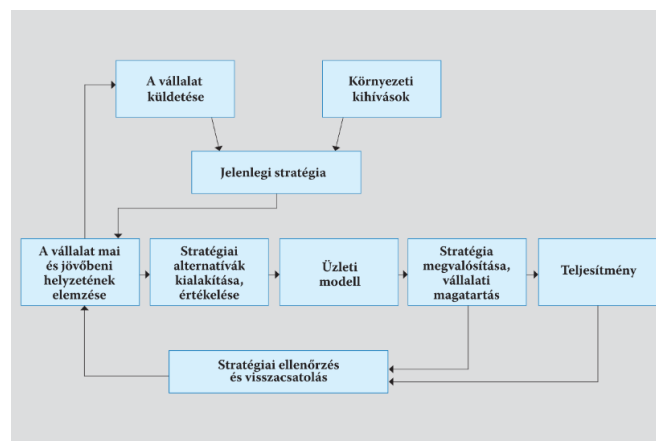 A vállalat
küldetése
Környezeti
kihívások
Jelenlegi stratégia
A vállalat mai
és jövőbeni
helyzetének
elemzése
Stratégiai
alternatívák
kialakítása,
értékelése
Üzleti
modell
Stratégia
megvalósítása,
vállalati
magatartás
Teljesítmény
Stratégiai ellenőrzés
és visszacsatolás